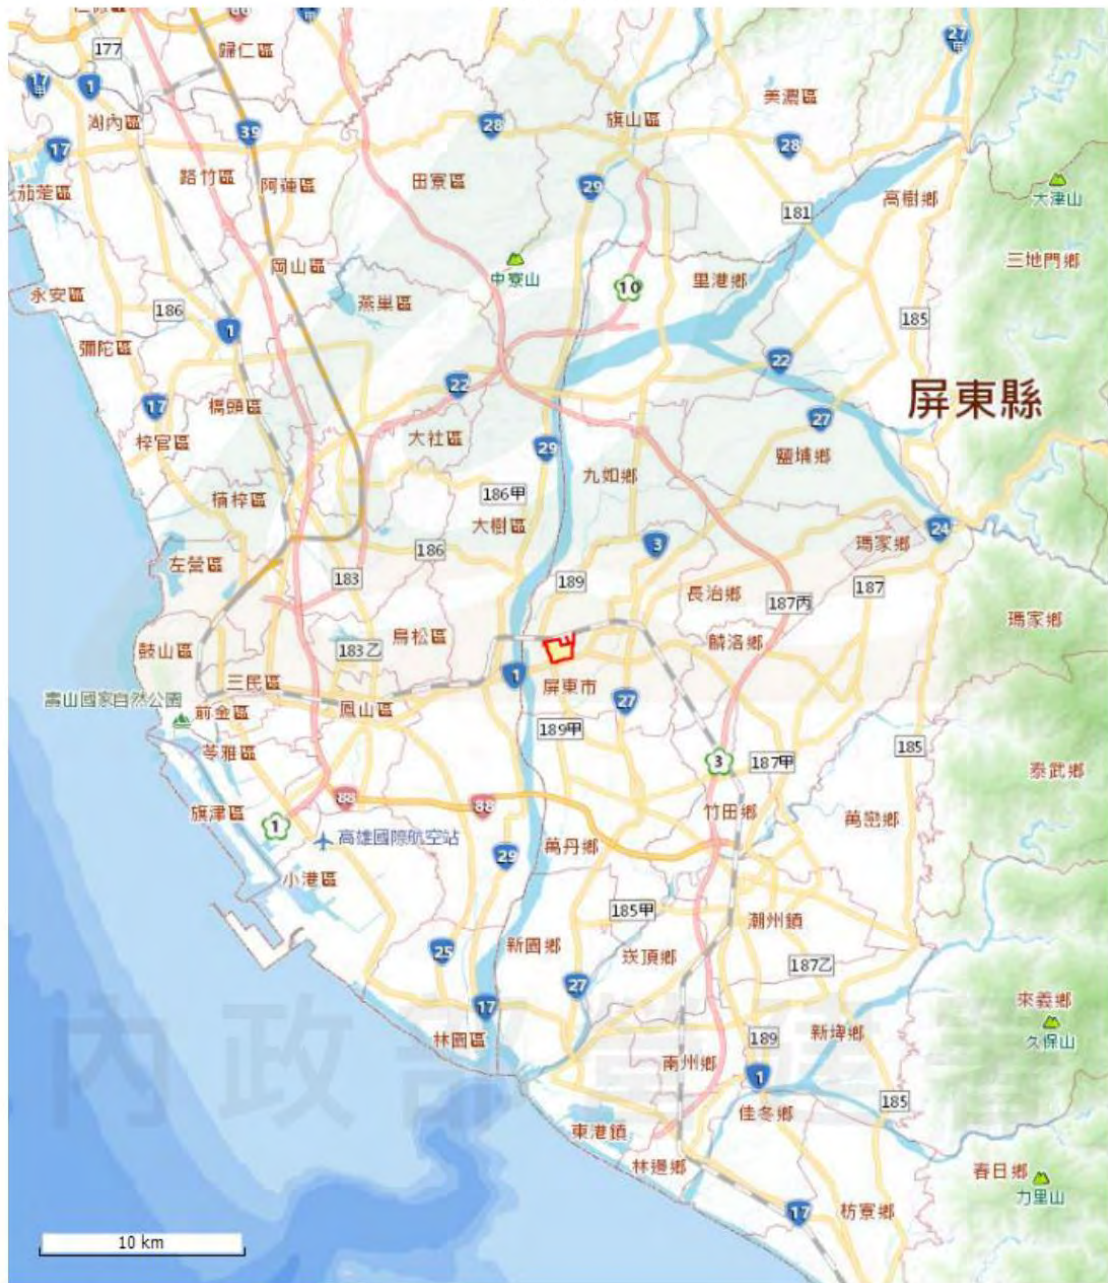 歸仁區
177
27甲
17甲
1
美濃區
湖內區
28
旗山區
39
17
28
路竹區
阿蓮區
田寮區
29
茄萣區
大津山
高樹鄉
181
岡山區
中寮山
三地門鄉
永安區
里港鄉
10
燕巢區
186
185
1
彌陀區
22
22
屏東縣
17
橋頭區
27
梓官區
大社區
29
鹽埔鄉
九如鄉
楠梓區
186甲
大樹區
24
3
瑪家鄉
186
左營區
183
189
187
長治鄉
187丙
瑪家鄉
鳥松區
麟洛鄉
鼓山區
183乙
1
三民區
屏東市
壽山國家自然公園
27
前金區
鳳山區
189甲
185
苓雅區
3
187甲
泰武鄉
88
88
旗津區
竹田鄉
萬巒鄉
1
高雄國際航空站
萬丹鄉
29
小港區
185甲
潮州鎮
新園鄉
25
崁頂鄉
187乙
27
來義鄉
17
內政部營建署
林園區
189
新埤鄉
久保山
南州鄉
1
佳冬鄉
185
東港鎮
林邊鄉
春日鄉
力里山
17
枋寮鄉
10 km